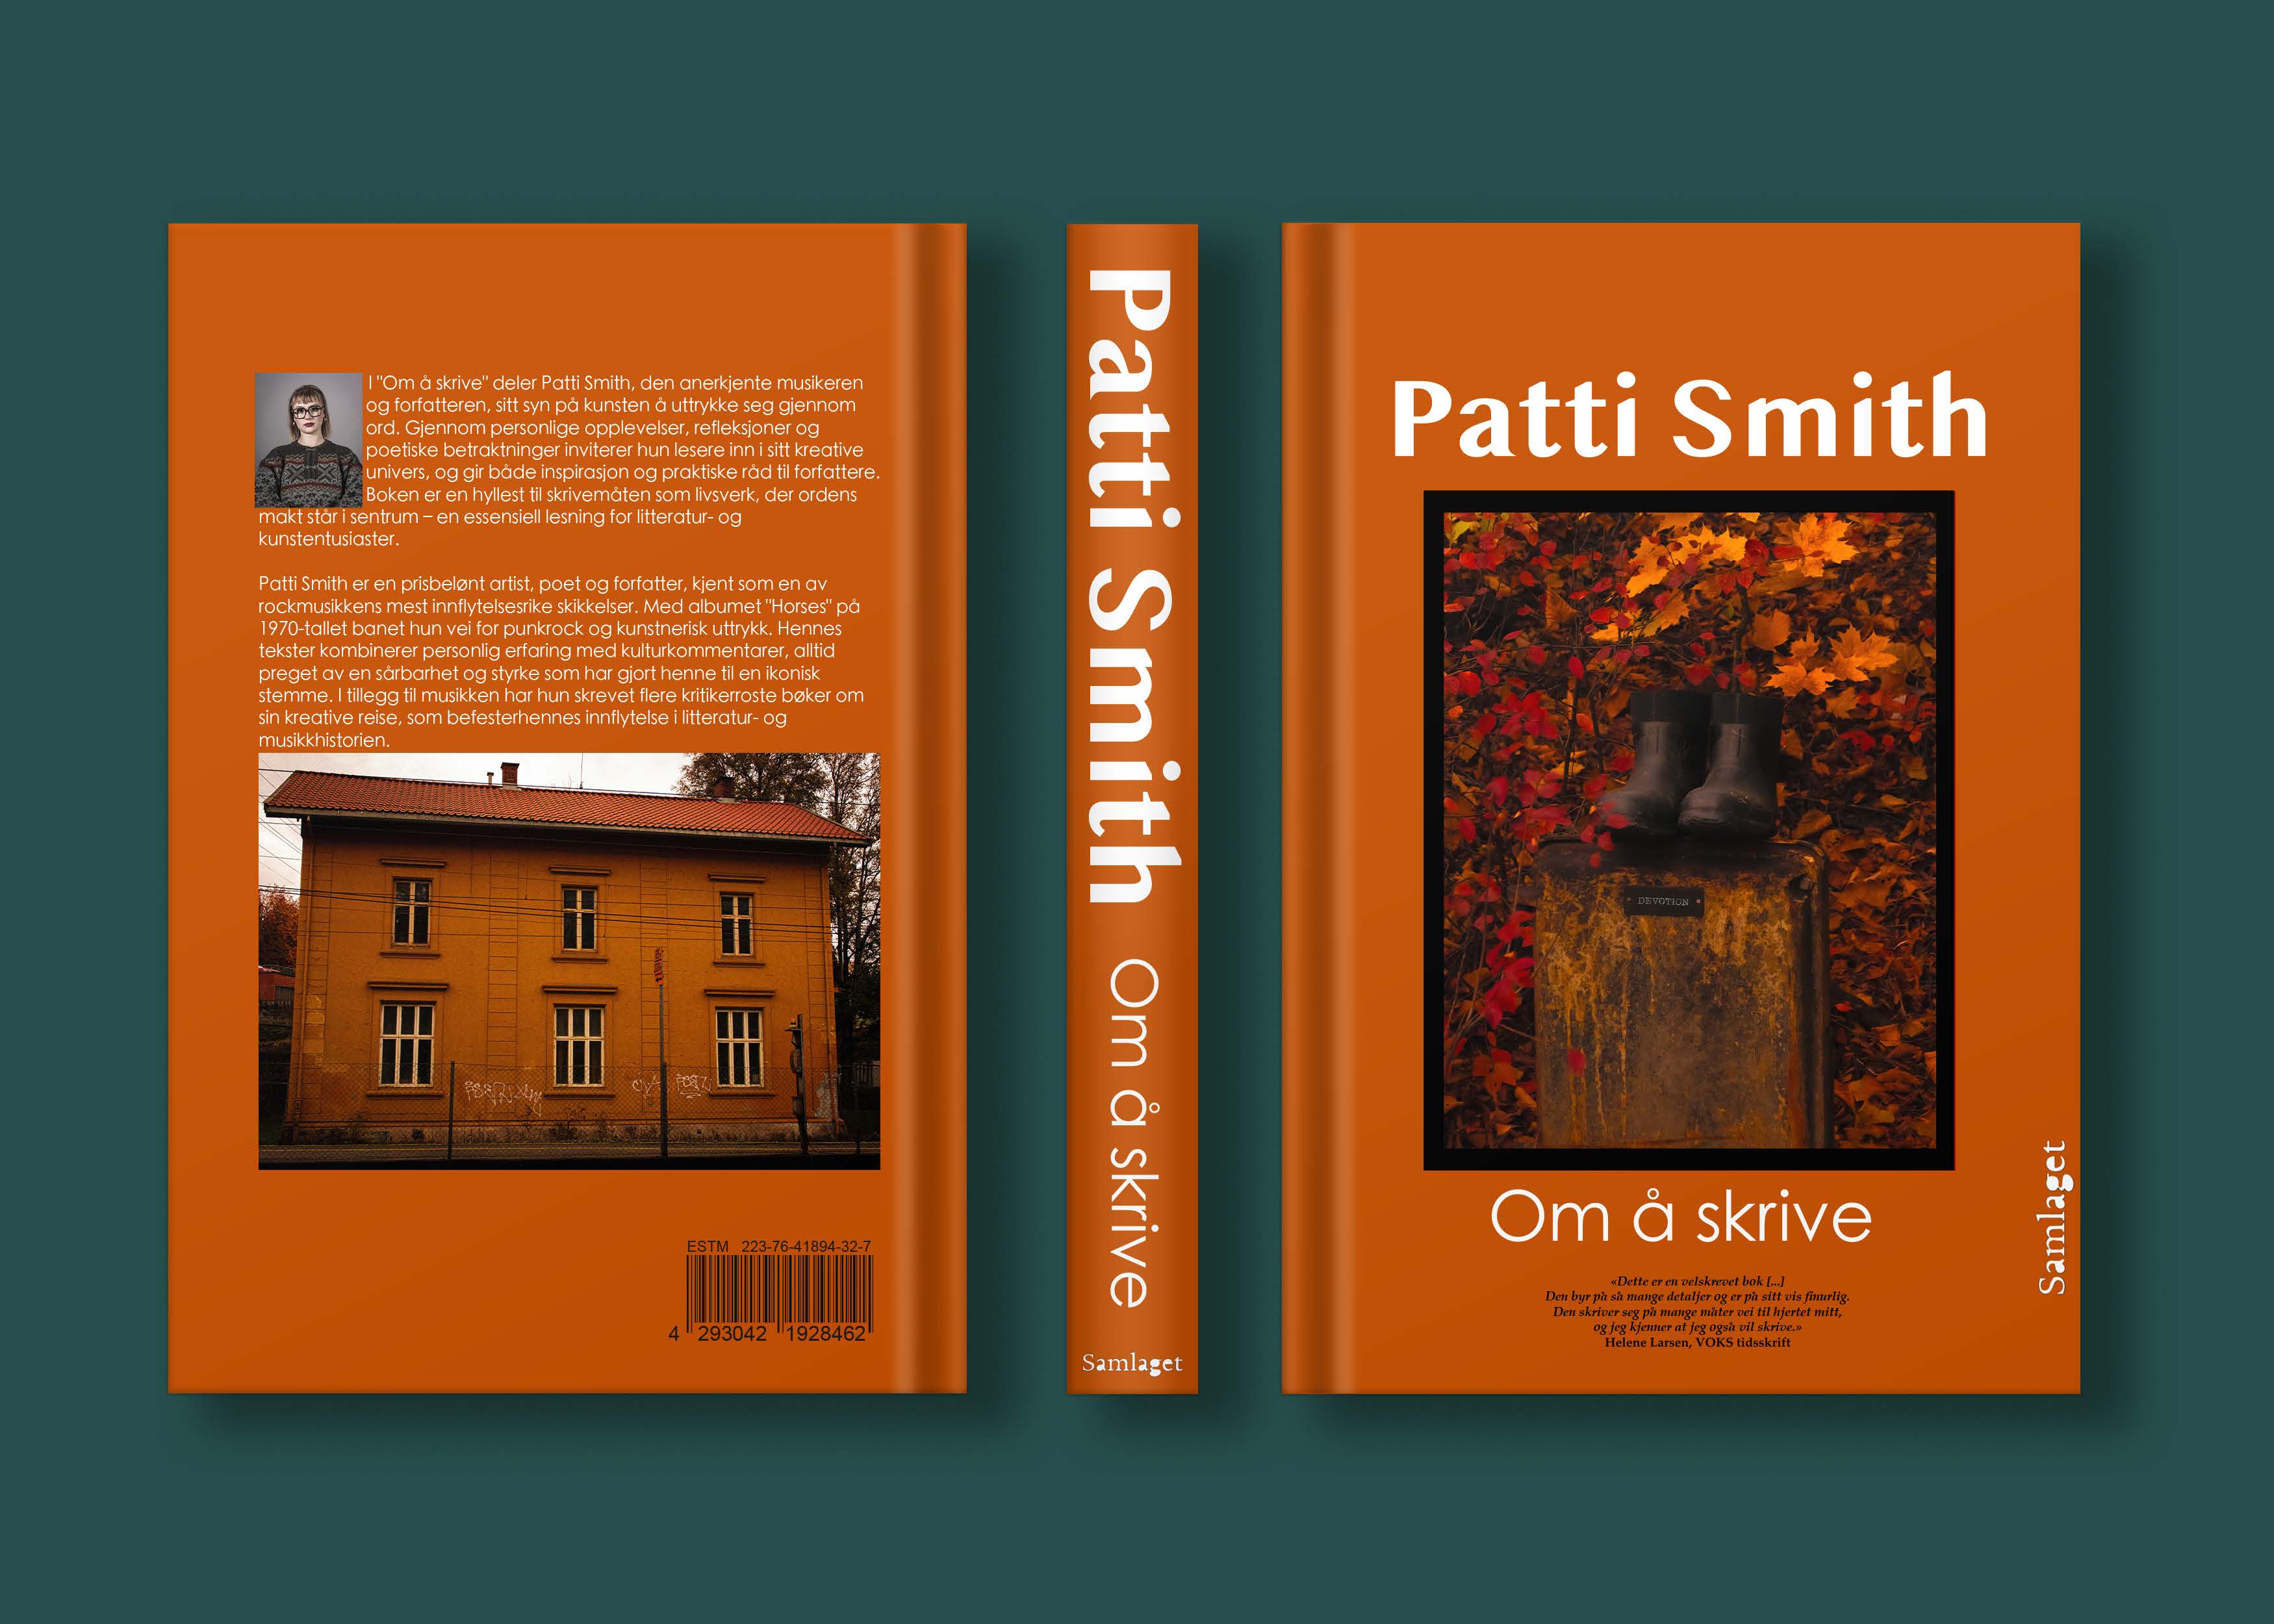 I "Om å skrive" deler Patti Smith, den anerkjente musikeren
og forfatteren, sitt syn på kunsten å uttrykke seg gjennom
ord. Gjennom personlige opplevelser, refleksjoner og
poetiske betraktninger inviterer hun lesere inn i sitt kreative
univers, og gir både inspirasjon og praktiske råd til forfattere.
Boken er en hyllest til skrivemåten som livsverk, der ordens
makt står i sentrum – en essensiell lesning for litteratur- og
kunstentusiaster.
Patti Smith er en prisbelønt artist, poet og forfatter, kjent som en av
rockmusikkens mest innflytelsesrike skikkelser. Med albumet "Horses" på
1970-tallet banet hun vei for punkrock og kunstnerisk uttrykk. Hennes
tekster kombinerer personlig erfaring med kulturkommentarer, alltid
preget av en sårbarhet og styrke som har gjort henne til en ikonisk
stemme. I tillegg til musikken har hun skrevet flere kritikerroste bøker om
sin kreative reise, som befesterhennes innflytelse i litteratur- og
musikkhistorien.
ESTM 223-76-41894-32-7
4 293042 1928462
Patti Smith Om å skrive
Samlaget
Patti Smith
DEVOTION
Om å skrive
«Dette er en velskrevet bok [...]
Den byr på så mange detaljer og er på sitt vis finurlig.
Den skriver seg på mange måter vei til hjertet mitt,
og jeg kjenner at jeg også vil skrive.»
Helene Larsen, VOKS tidsskrift
Samlaget